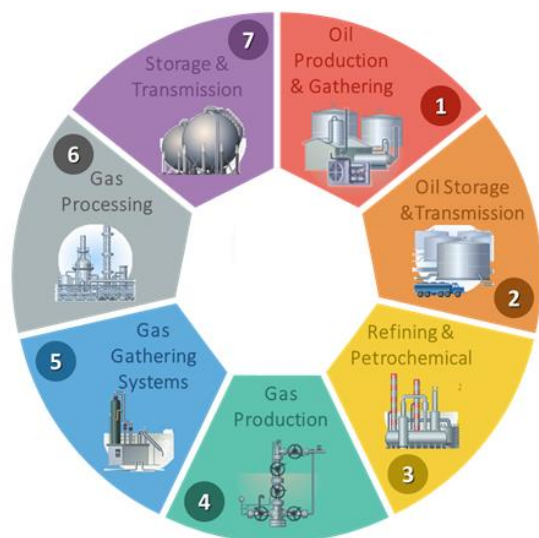 1
Oil
Production
& Gathering
2
Oil Storage
&Transmission
3
Refining &
Petrochemical
4
Gas
Production
5
Gas
Gathering
Systems
6
Gas
Processing
7
Storage &
Transmission